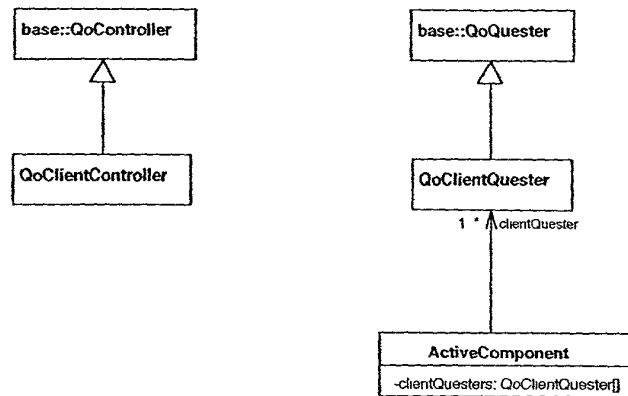 base::QoController
base::QoQuester
QoClientController
QoClientQuester
1 * clientQuester
ActiveComponent
-clientQuesters: QoClientQuester[]